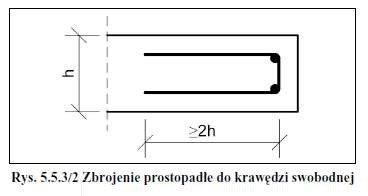 h
≥2h
Rys. 5.5.3/2 Zbrojenie prostopadłe do krawędzi swobodnej